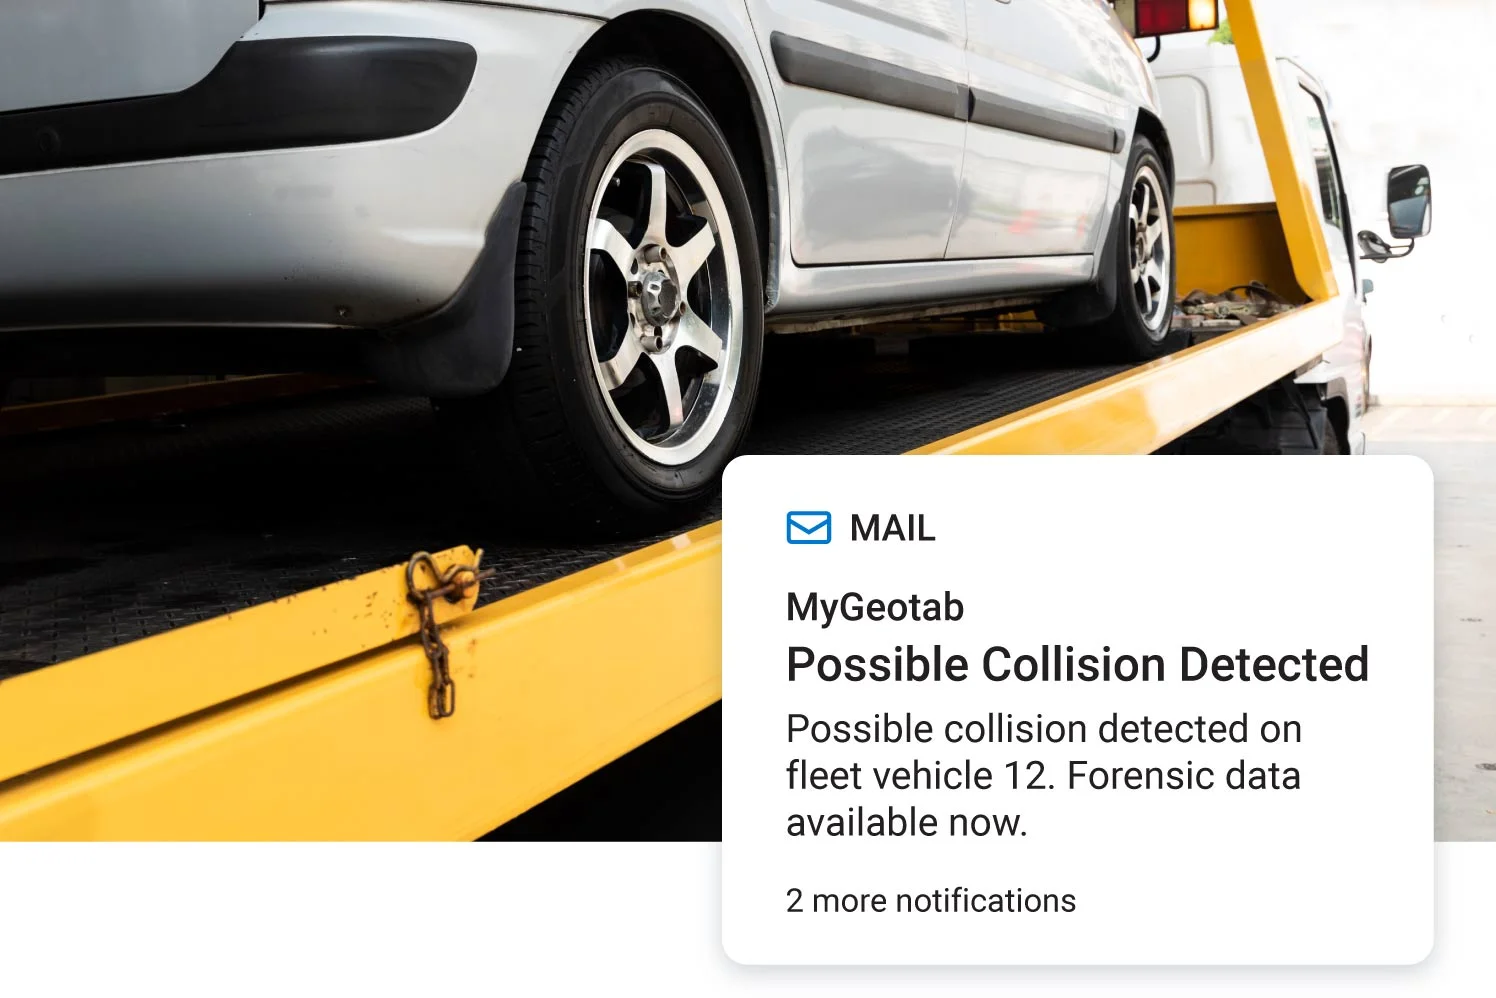 MAIL
MyGeotab
Possible Collision Detected
Possible collision detected on
fleet vehicle 12. Forensic data
available now.
2 more notifications